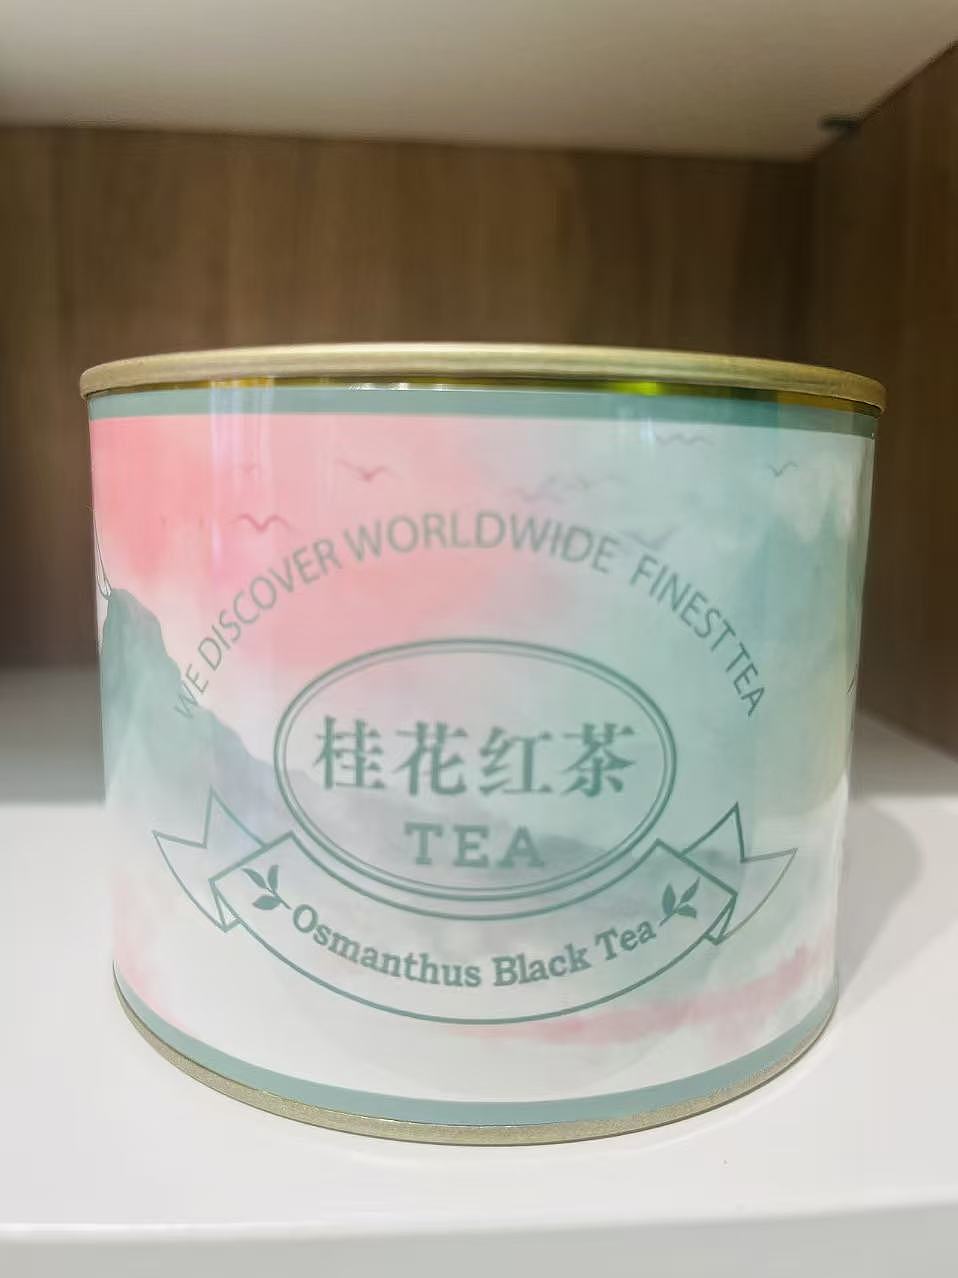 WE DISCOVER WORLDWIDE FINEST TEA
桂花红茶
TEA
Osmanthus Black Tea